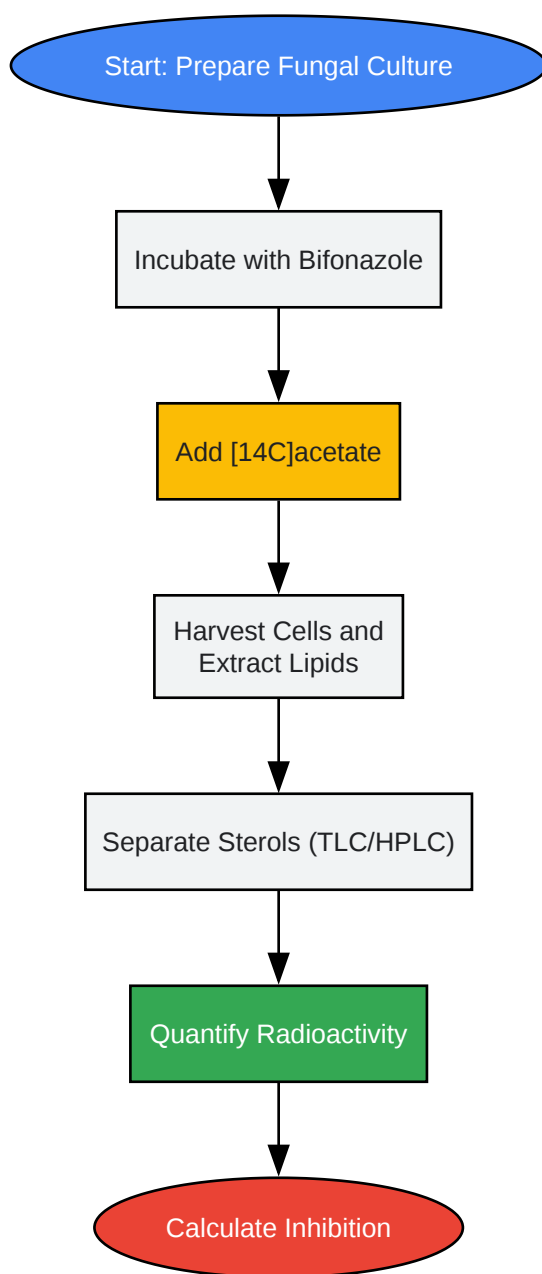 Start: Prepare Fungal Culture
Incubate with Bifonazole
Add [14C]acetate
Harvest Cells and
Extract Lipids
Separate Sterols (TLC/HPLC)
Quantify Radioactivity
Calculate Inhibition